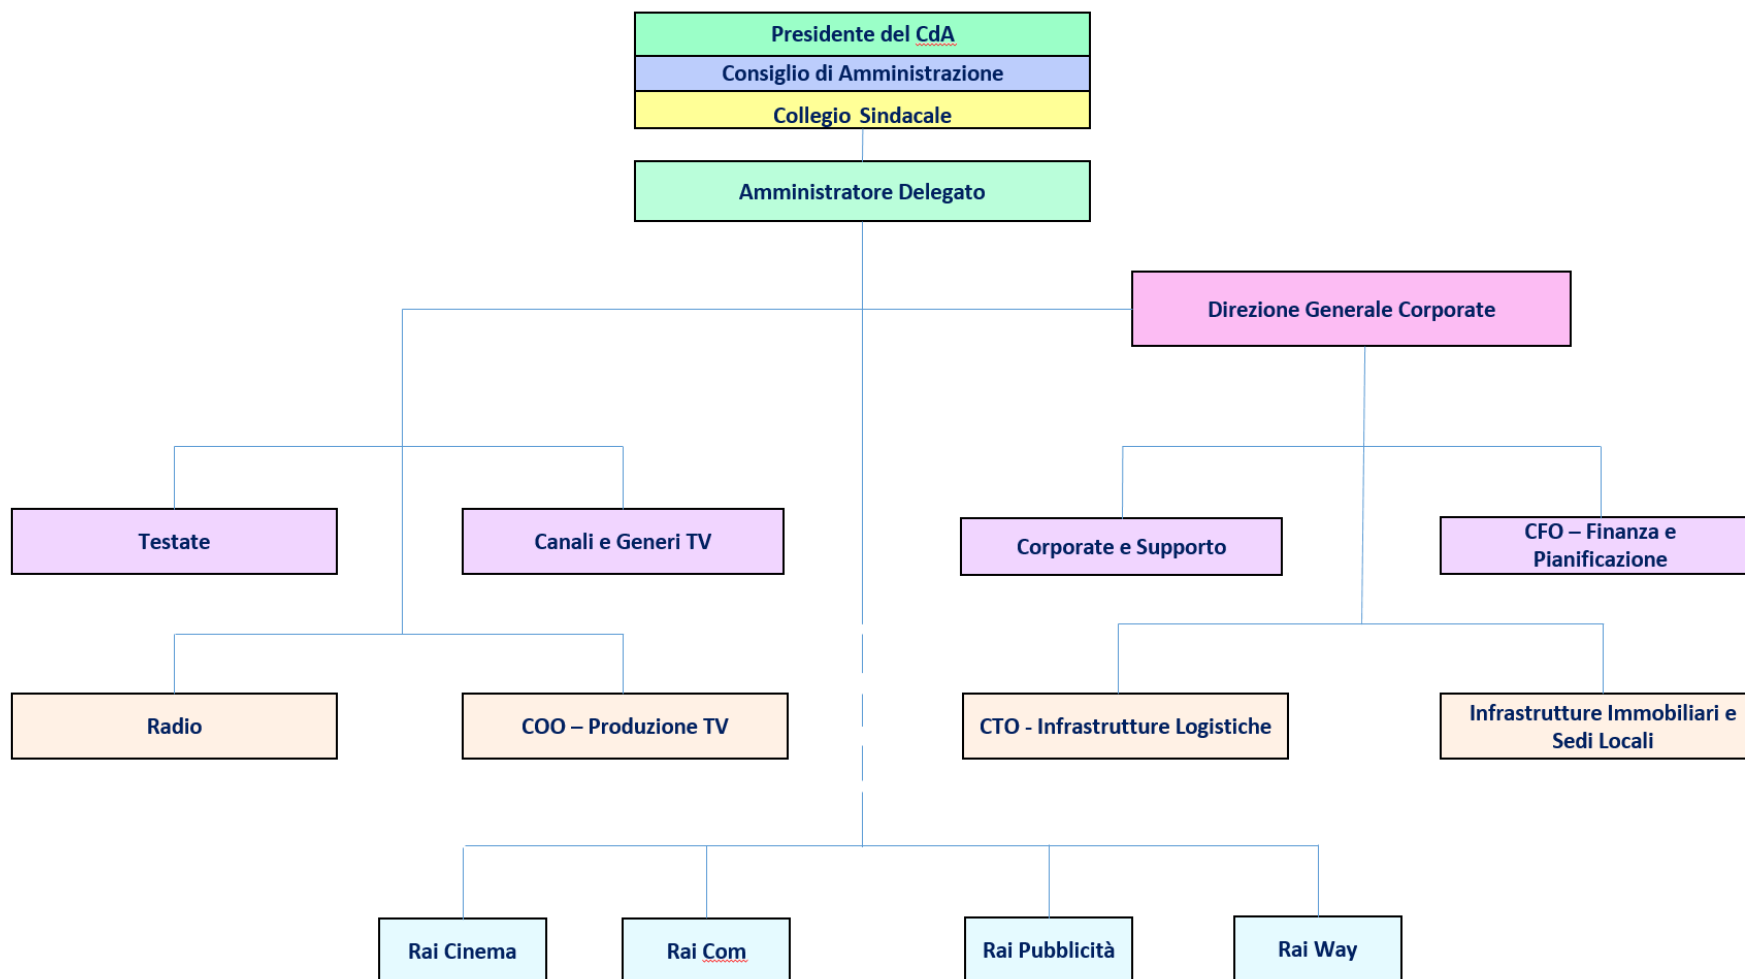 Presidente del CdA
Consiglio di Amministrazione
Collegio Sindacale
Amministratore Delegato
Direzione Generale Corporate
Testate
Canali e Generi TV
Corporate e Supporto
CFO – Finanza e
Pianificazione
Radio
COO – Produzione TV
CTO - Infrastrutture Logistiche
Infrastrutture Immobiliari e
Sedi Locali
Rai Cinema
Rai Com
Rai Pubblicità
Rai Way